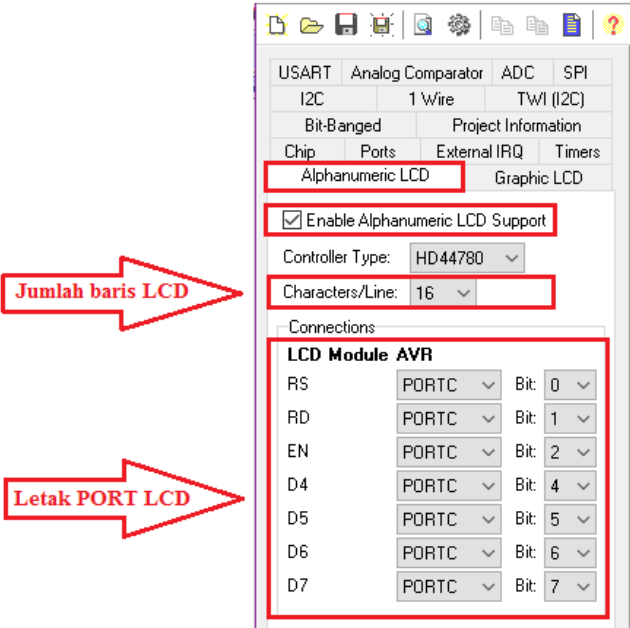 USART Analog Comparator ADC SPI
I2C 1 Wire TWI (I2C)
Bit-Banged Project Information
Chip Ports External IRQ Timers
Alphanumeric LCD Graphic LCD
Enable Alphanumeric LCD Support
Controller Type: HD44780
Jumlah baris LCD
Characters/Line: 16
Connections
LCD Module AVR
RS PORTC Bit: 0
RD PORTC Bit: 1
EN PORTC Bit: 2
Letak PORT LCD
D4 PORTC Bit: 4
D5 PORTC Bit: 5
D6 PORTC Bit: 6
D7 PORTC Bit: 7